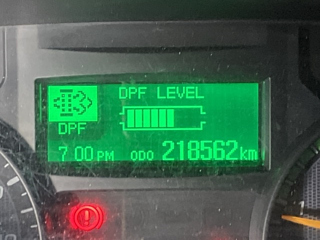 DPF LEVEL
DPF
7 00 PM ODO 218562 km